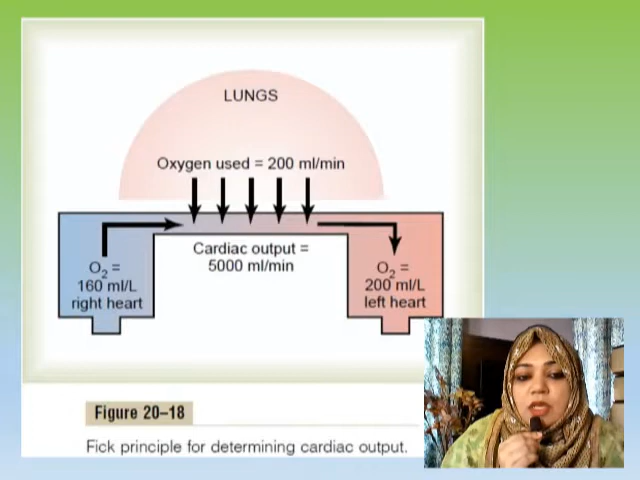 LUNGS
Oxygen used = 200 ml/min
Cardiac output =
5000 ml/min
O₂ =
160 ml/L
right heart
O₂ =
200 ml/L
left heart
Figure 20–18
Fick principle for determining cardiac output.